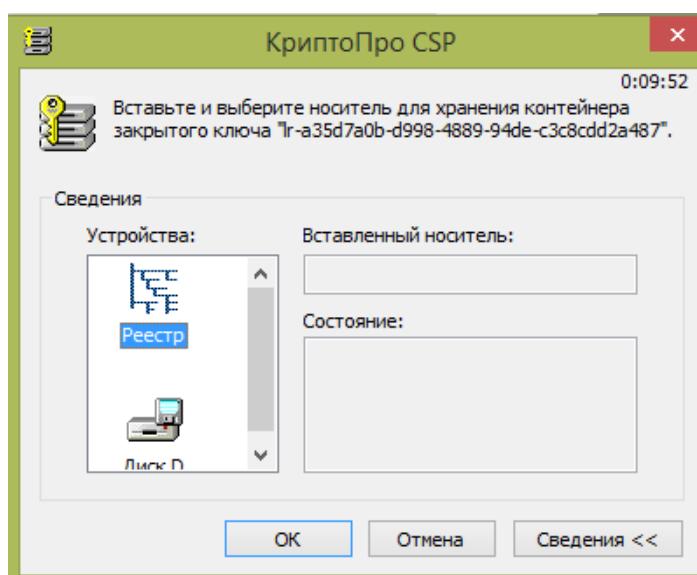 КриптоПро CSP
0:09:52
Вставьте и выберите носитель для хранения контейнера
закрытого ключа "lr-a35d7a0b-d998-4889-94de-c3c8cdd2a487".
Сведения
Устройства:
Вставленный носитель:
Реестр
Состояние:
Диск D
ОК
Отмена
Сведения <<